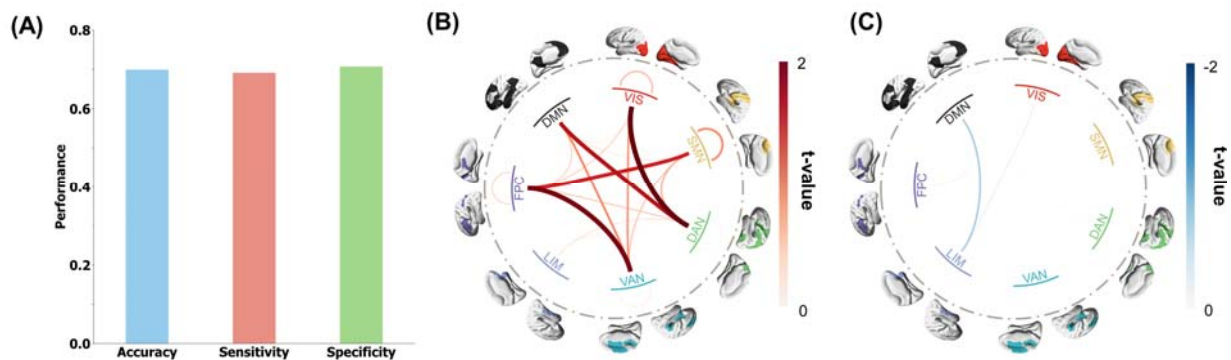 (A)
0.8
0.6
0.4
0.2
0.0
Performance
Accuracy Sensitivity Specificity
(B)
VIS
SMN
DAN
VAN
LIM
FPC
DMN
2
t-value
0
(C)
VIS
SMN
DAN
VAN
LIM
FPC
DMN
-2
t-value
0